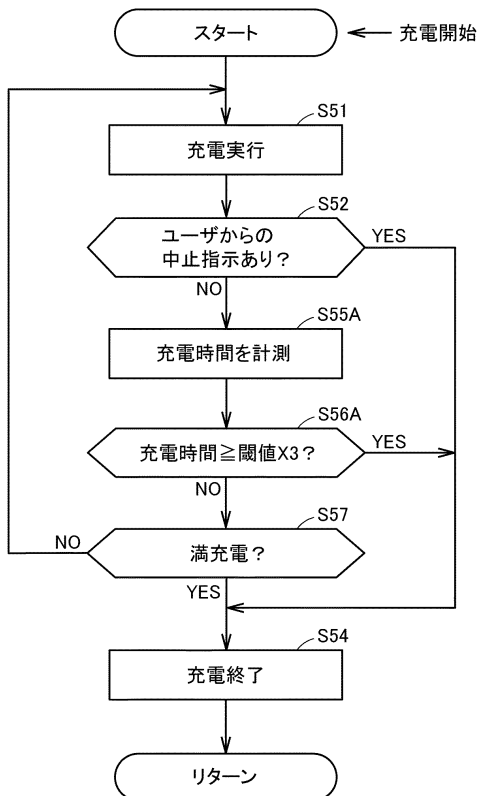 スタート
充電開始
S51
充電実行
S52
ユーザからの
中止指示あり？
YES
NO
S55A
充電時間を計測
S56A
充電時間≧閾値X3？
YES
NO
S57
満充電？
NO
YES
S54
充電終了
リターン